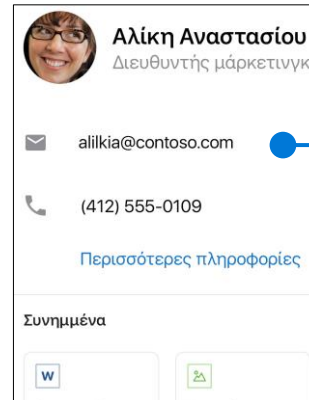 Αλίκη Αναστασίου
Διευθυντής μάρκετινγκ
alilkia@contoso.com
(412) 555-0109
Περισσότερες πληροφορίες
Συνημμένα
W